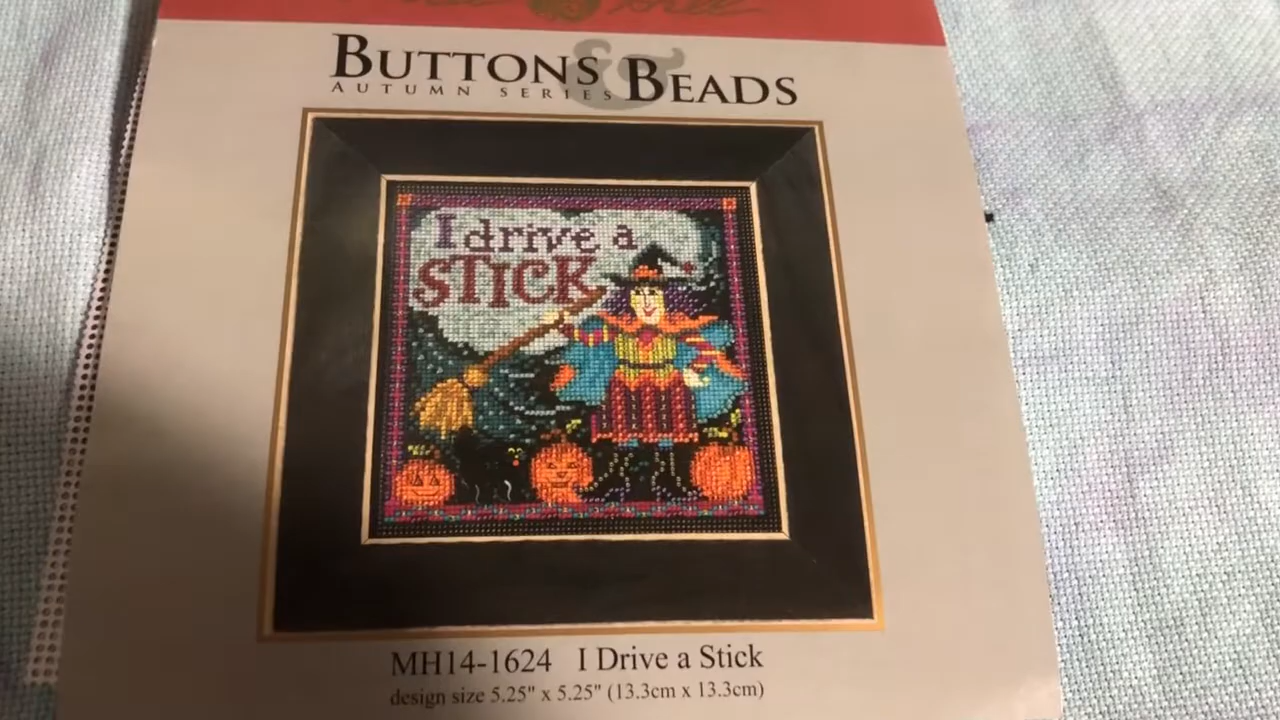 BUTTONS & BEADS
AUTUMN SERIES
I drive a
STICK
MH14-1624 I Drive a Stick
design size 5.25" x 5.25" (13.3cm x 13.3cm)